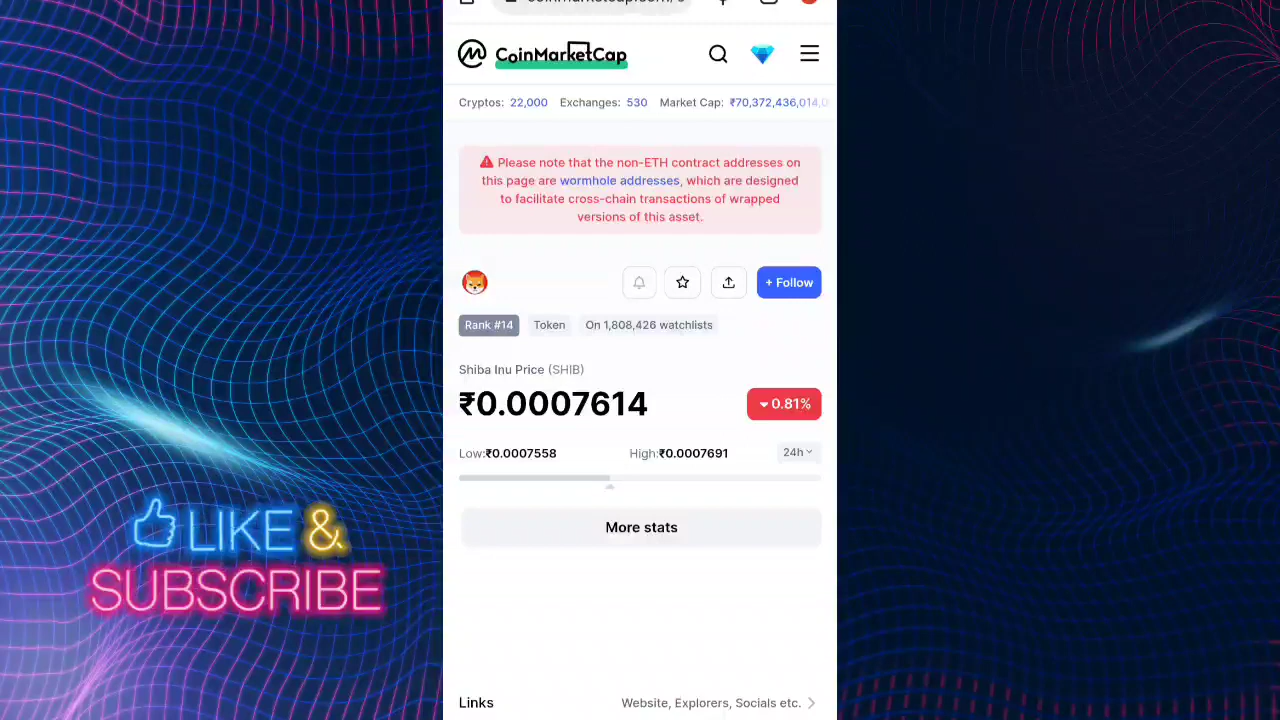 CoinMarketCap
Cryptos: 22,000 Exchanges: 530 Market Cap: ₹70,372,436,014,0
Please note that the non-ETH contract addresses on
this page are wormhole addresses, which are designed
to facilitate cross-chain transactions of wrapped
versions of this asset.
+ Follow
Rank #14 Token On 1,808,426 watchlists
Shiba Inu Price (SHIB)
₹0.0007614 0.81%
Low:₹0.0007558 High:₹0.0007691 24h
More stats
LIKE &
SUBSCRIBE
Links Website, Explorers, Socials etc.